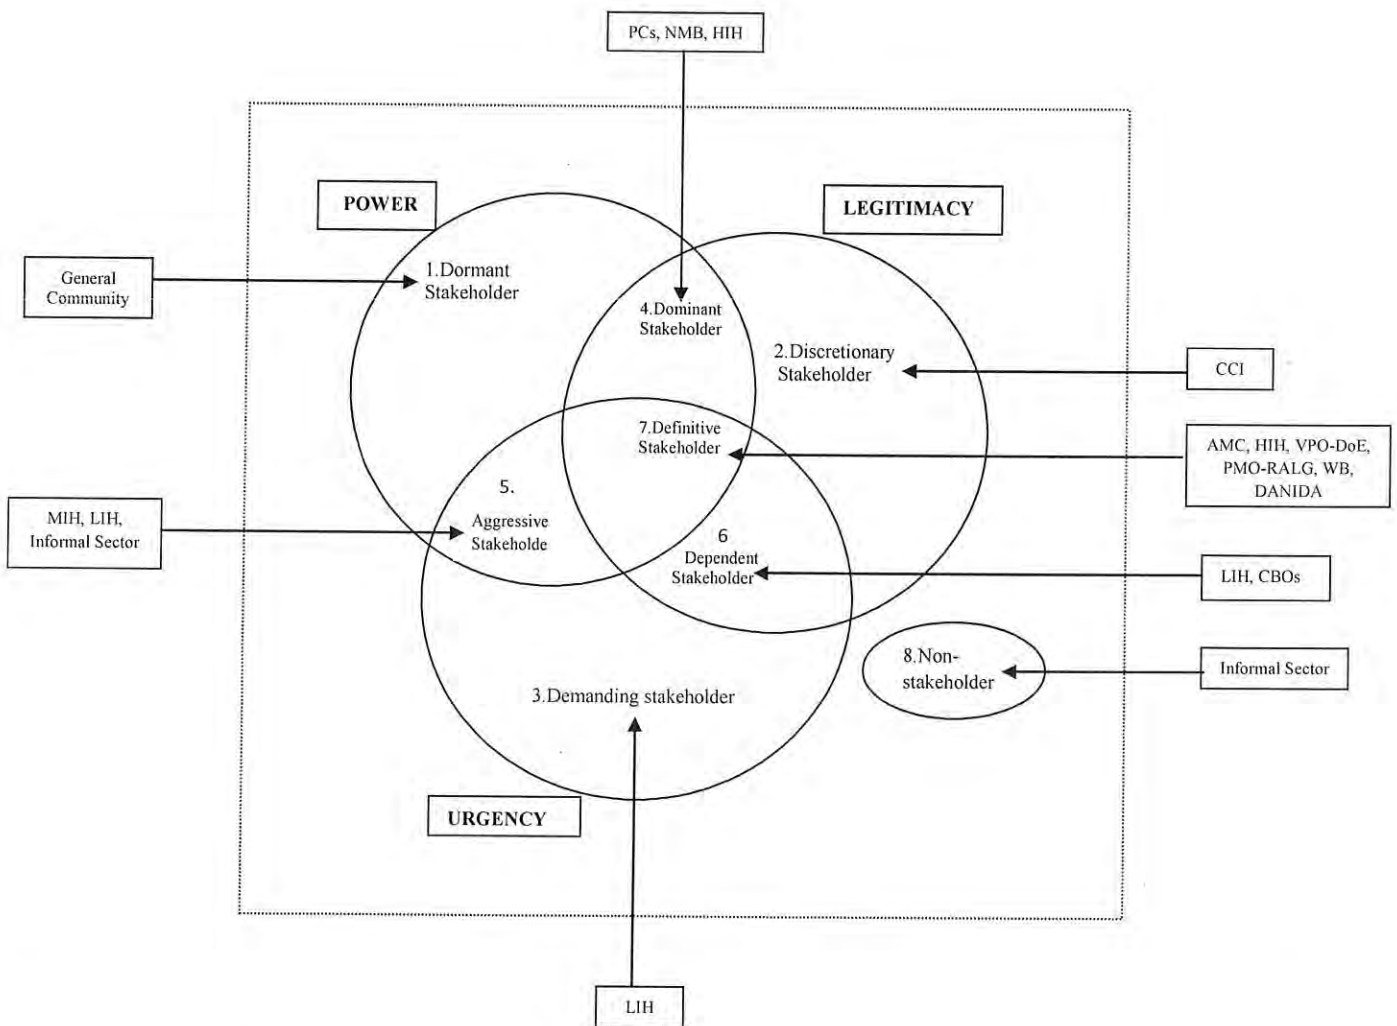 PCs, NMB, HIH
POWER
LEGITIMACY
General
Community
1.Dormant
Stakeholder
4.Dominant
Stakeholder
2.Discretionary
Stakeholder
CCI
7.Definitive
Stakeholder
AMC, HIH, VPO-DoE,
PMO-RALG, WB,
DANIDA
5.
Aggressive
Stakeholde
MIH, LIH,
Informal Sector
6
Dependent
Stakeholder
LIH, CBOs
8.Non-
stakeholder
Informal Sector
3.Demanding stakeholder
URGENCY
LIH